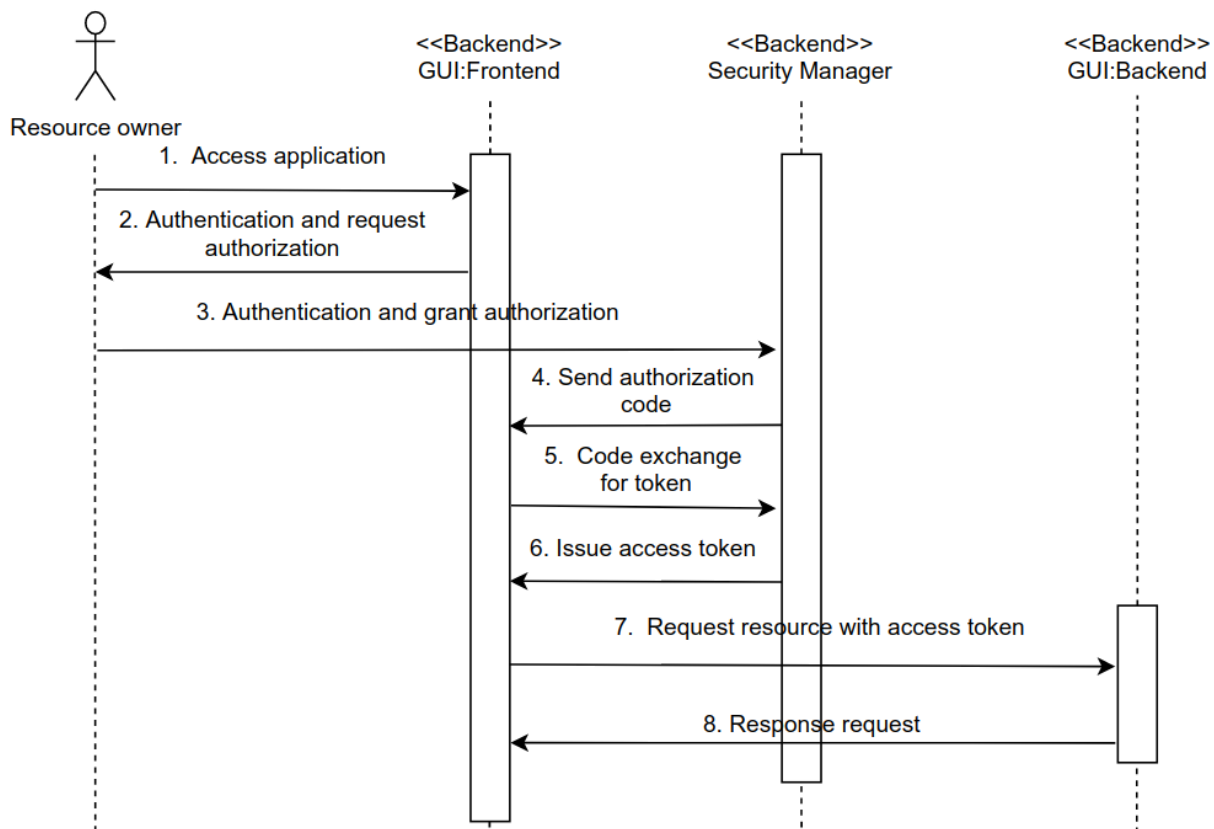 <<Backend>>
GUI:Frontend
<<Backend>>
Security Manager
<<Backend>>
GUI:Backend
Resource owner
1. Access application
2. Authentication and request
authorization
3. Authentication and grant authorization
4. Send authorization
code
5. Code exchange
for token
6. Issue access token
7. Request resource with access token
8. Response request